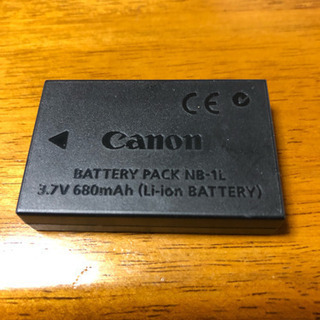 CE
Canon
BATTERY PACK NB-1L
3.7V 680mAh (Li-ion BATTERY)